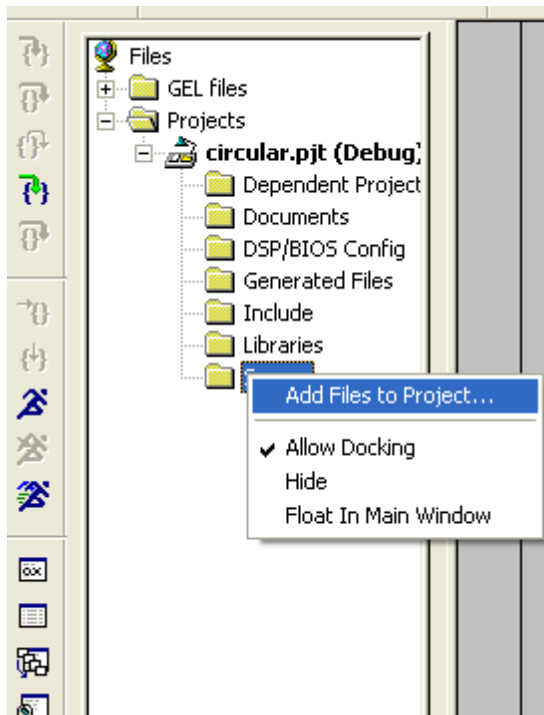 Files
GEL files
Projects
circular.pjt (Debug)
Dependent Project
Documents
DSP/BIOS Config
Generated Files
Include
Libraries
Add Files to Project...
Allow Docking
Hide
Float In Main Window